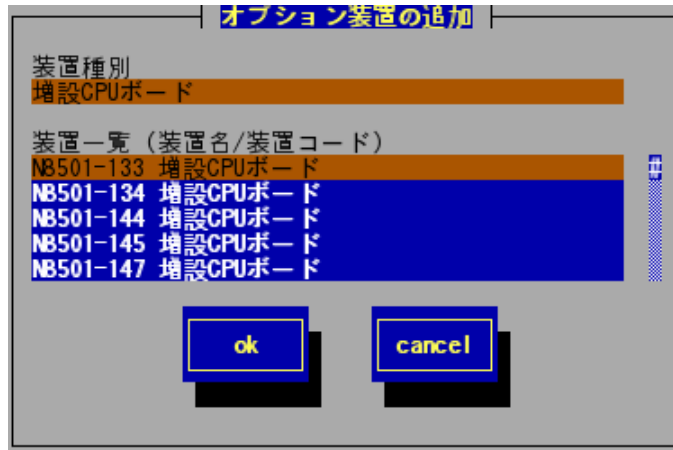 オプション装置の追加
装置種別
増設CPUボード
装置一覧（装置名/装置コード）
N8501-133 増設CPUボード
N8501-134 増設CPUボード
N8501-144 増設CPUボード
N8501-145 増設CPUボード
N8501-147 増設CPUボード
ok
cancel